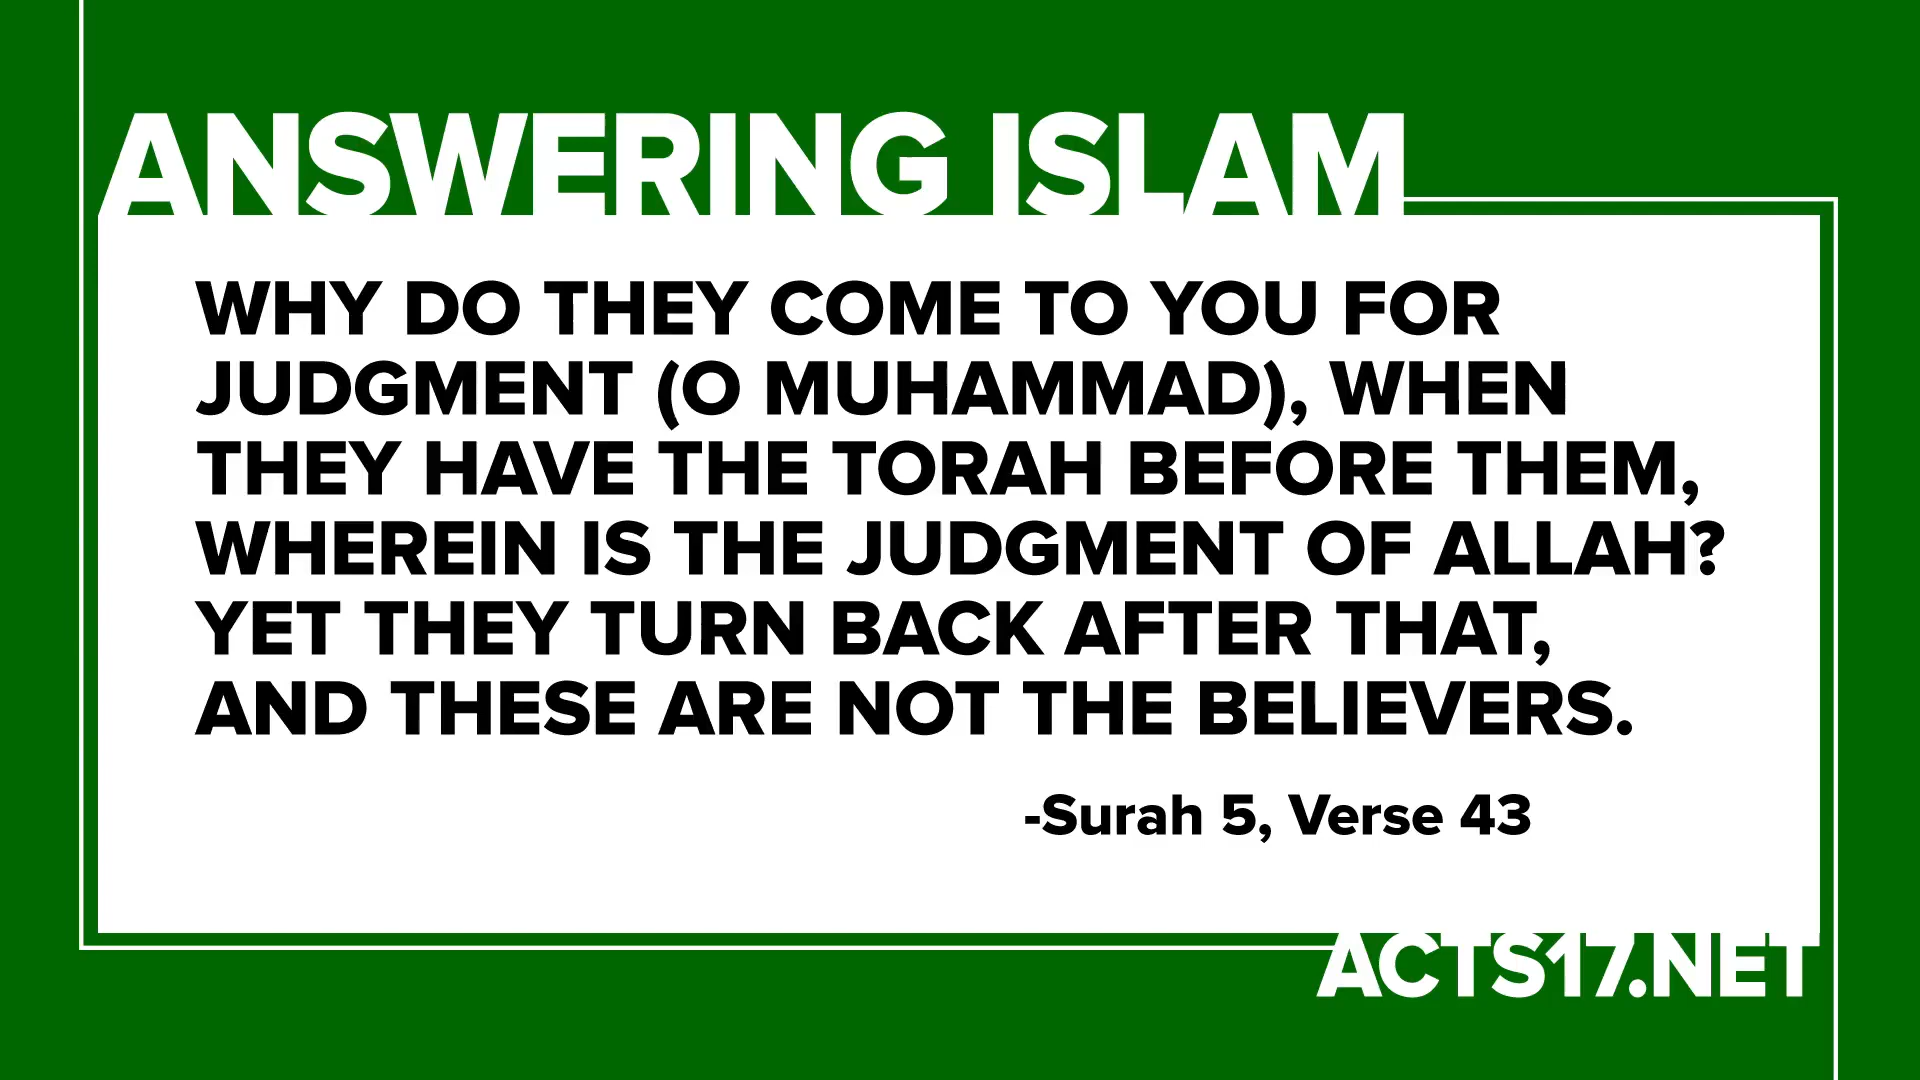 ANSWERING ISLAM
WHY DO THEY COME TO YOU FOR
JUDGMENT (O MUHAMMAD), WHEN
THEY HAVE THE TORAH BEFORE THEM,
WHEREIN IS THE JUDGMENT OF ALLAH?
YET THEY TURN BACK AFTER THAT,
AND THESE ARE NOT THE BELIEVERS.
-Surah 5, Verse 43
ACTS17.NET